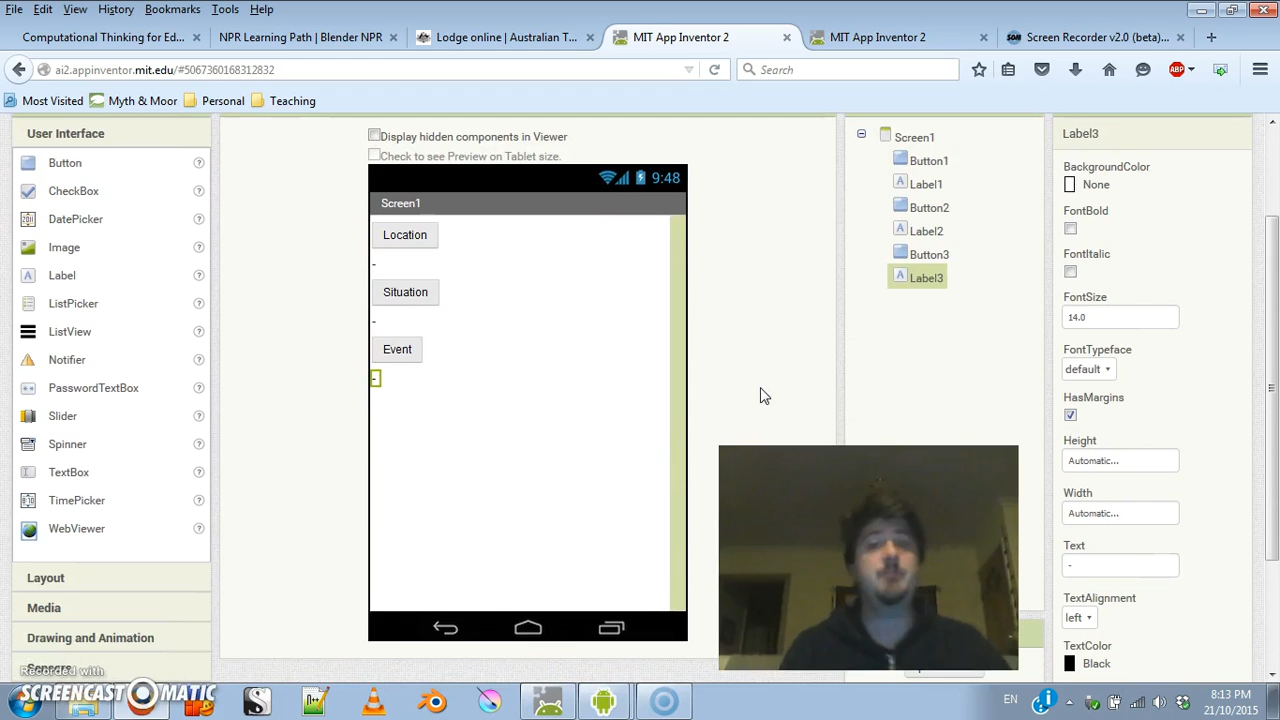 File Edit View History Bookmarks Tools Help
Computational Thinking for Ed... × NPR Learning Path | Blender NPR × Lodge online | Australian T... × MIT App Inventor 2 × MIT App Inventor 2 × Screen Recorder v2.0 (beta)... × +
ai2.appinventor.mit.edu/#5067360168312832 Search ABP
Most Visited Myth & Moor Personal Teaching
User Interface
Button ?
CheckBox ?
DatePicker ?
Image ?
Label ?
ListPicker ?
ListView ?
Notifier ?
PasswordTextBox ?
Slider ?
Spinner ?
TextBox ?
TimePicker ?
WebViewer ?
Layout
Media
Drawing and Animation
Sensors
Display hidden components in Viewer
Check to see Preview on Tablet size.
9:48
Screen1
Location
-
Situation
-
Event
-
Screen1
Button1
Label1
Button2
Label2
Button3
Label3
Label3
BackgroundColor
None
FontBold
FontItalic
FontSize
14.0
FontTypeface
default
HasMargins
Height
Automatic...
Width
Automatic...
Text
-
TextAlignment
left
TextColor
Black
Recorded with
SCREENCAST MATIC
EN
8:13 PM
21/10/2015